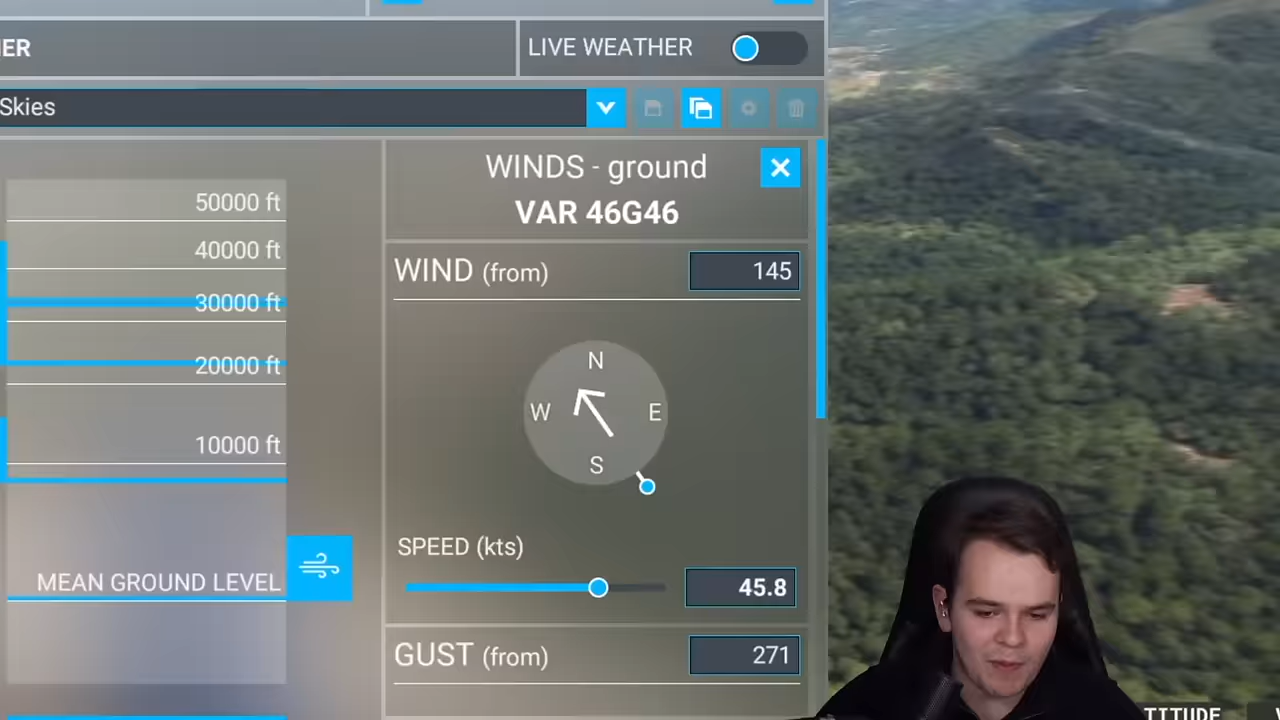 ER
LIVE WEATHER
Skies
WINDS - ground
VAR 46G46
50000 ft
40000 ft
30000 ft
20000 ft
10000 ft
MEAN GROUND LEVEL
WIND (from)
145
N
W
E
S
SPEED (kts)
45.8
GUST (from)
271
TITUDE